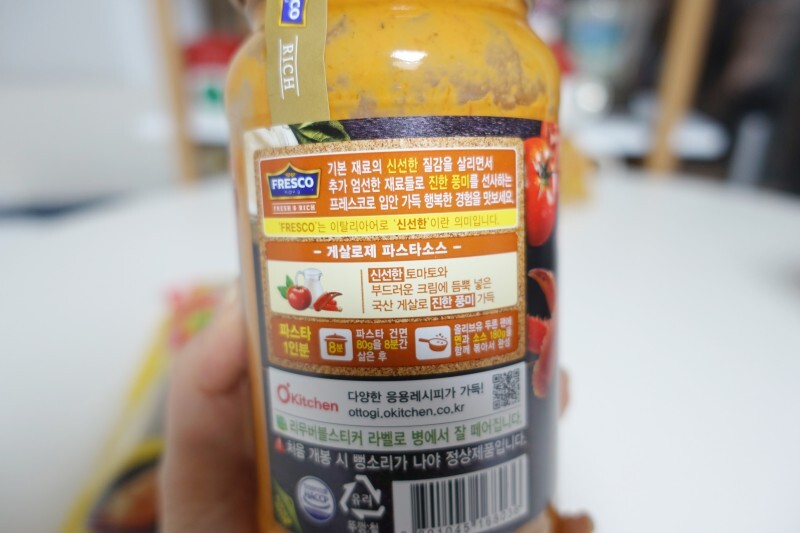 RICH
기본 재료의 신선한 질감을 살리면서
추가 엄선한 재료들로 진한 풍미를 선사하는
프레스코로 입안 가득 행복한 경험을 맛보세요.
FRESCO
FRESH & RICH
'FRESCO'는 이탈리아어로 '신선한'이란 의미입니다.
- 게살로제 파스타소스 -
신선한 토마토와
부드러운 크림에 듬뿍 넣은
국산 게살로 진한 풍미 가득
파스타
1인분
8분
파스타 건면
80g을 8분간
삶은 후
올리브유 두른 팬에
면과 소스 180g을
함께 볶아서 완성
O'Kitchen
다양한 응용레시피가 가득!
ottogi.okitchen.co.kr
리무버블스티커 라벨로 병에서 잘 떼어집니다.
처음 개봉 시 뻥소리가 나야 정상제품입니다.
HACCP
유리
뚜껑:철